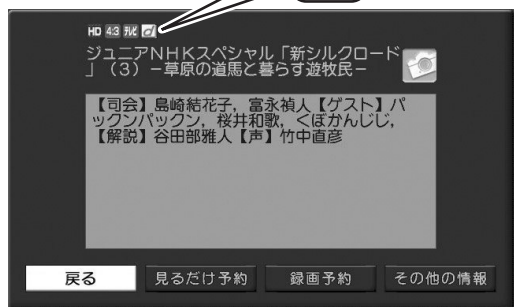 HD 4:3 テレビ d
ジュニアNHKスペシャル「新シルクロード
」（3）－草原の道馬と暮らす遊牧民－
【司会】島崎結花子，富永禎人【ゲスト】パ
ックンパックン，桜井和歌，くぼかんじじ，
【解説】谷田部雅人【声】竹中直彦
戻る 見るだけ予約 録画予約 その他の情報